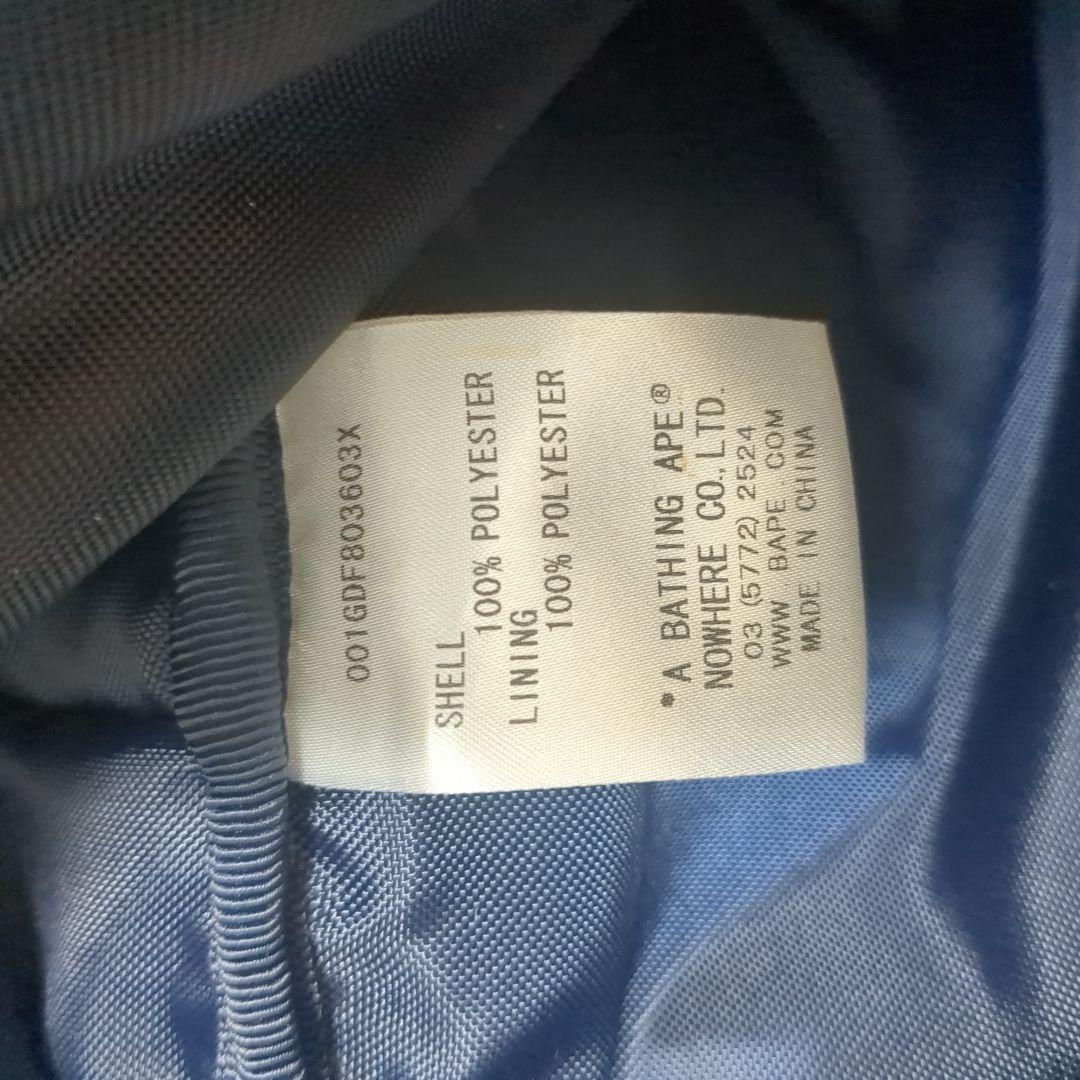 001GDF803603X
SHELL
100% POLYESTER
LINING
100% POLYESTER
*A BATHING APE®
NOWHERE CO.,LTD.
03 (5772) 2524
WWW.BAPE.COM
MADE IN CHINA